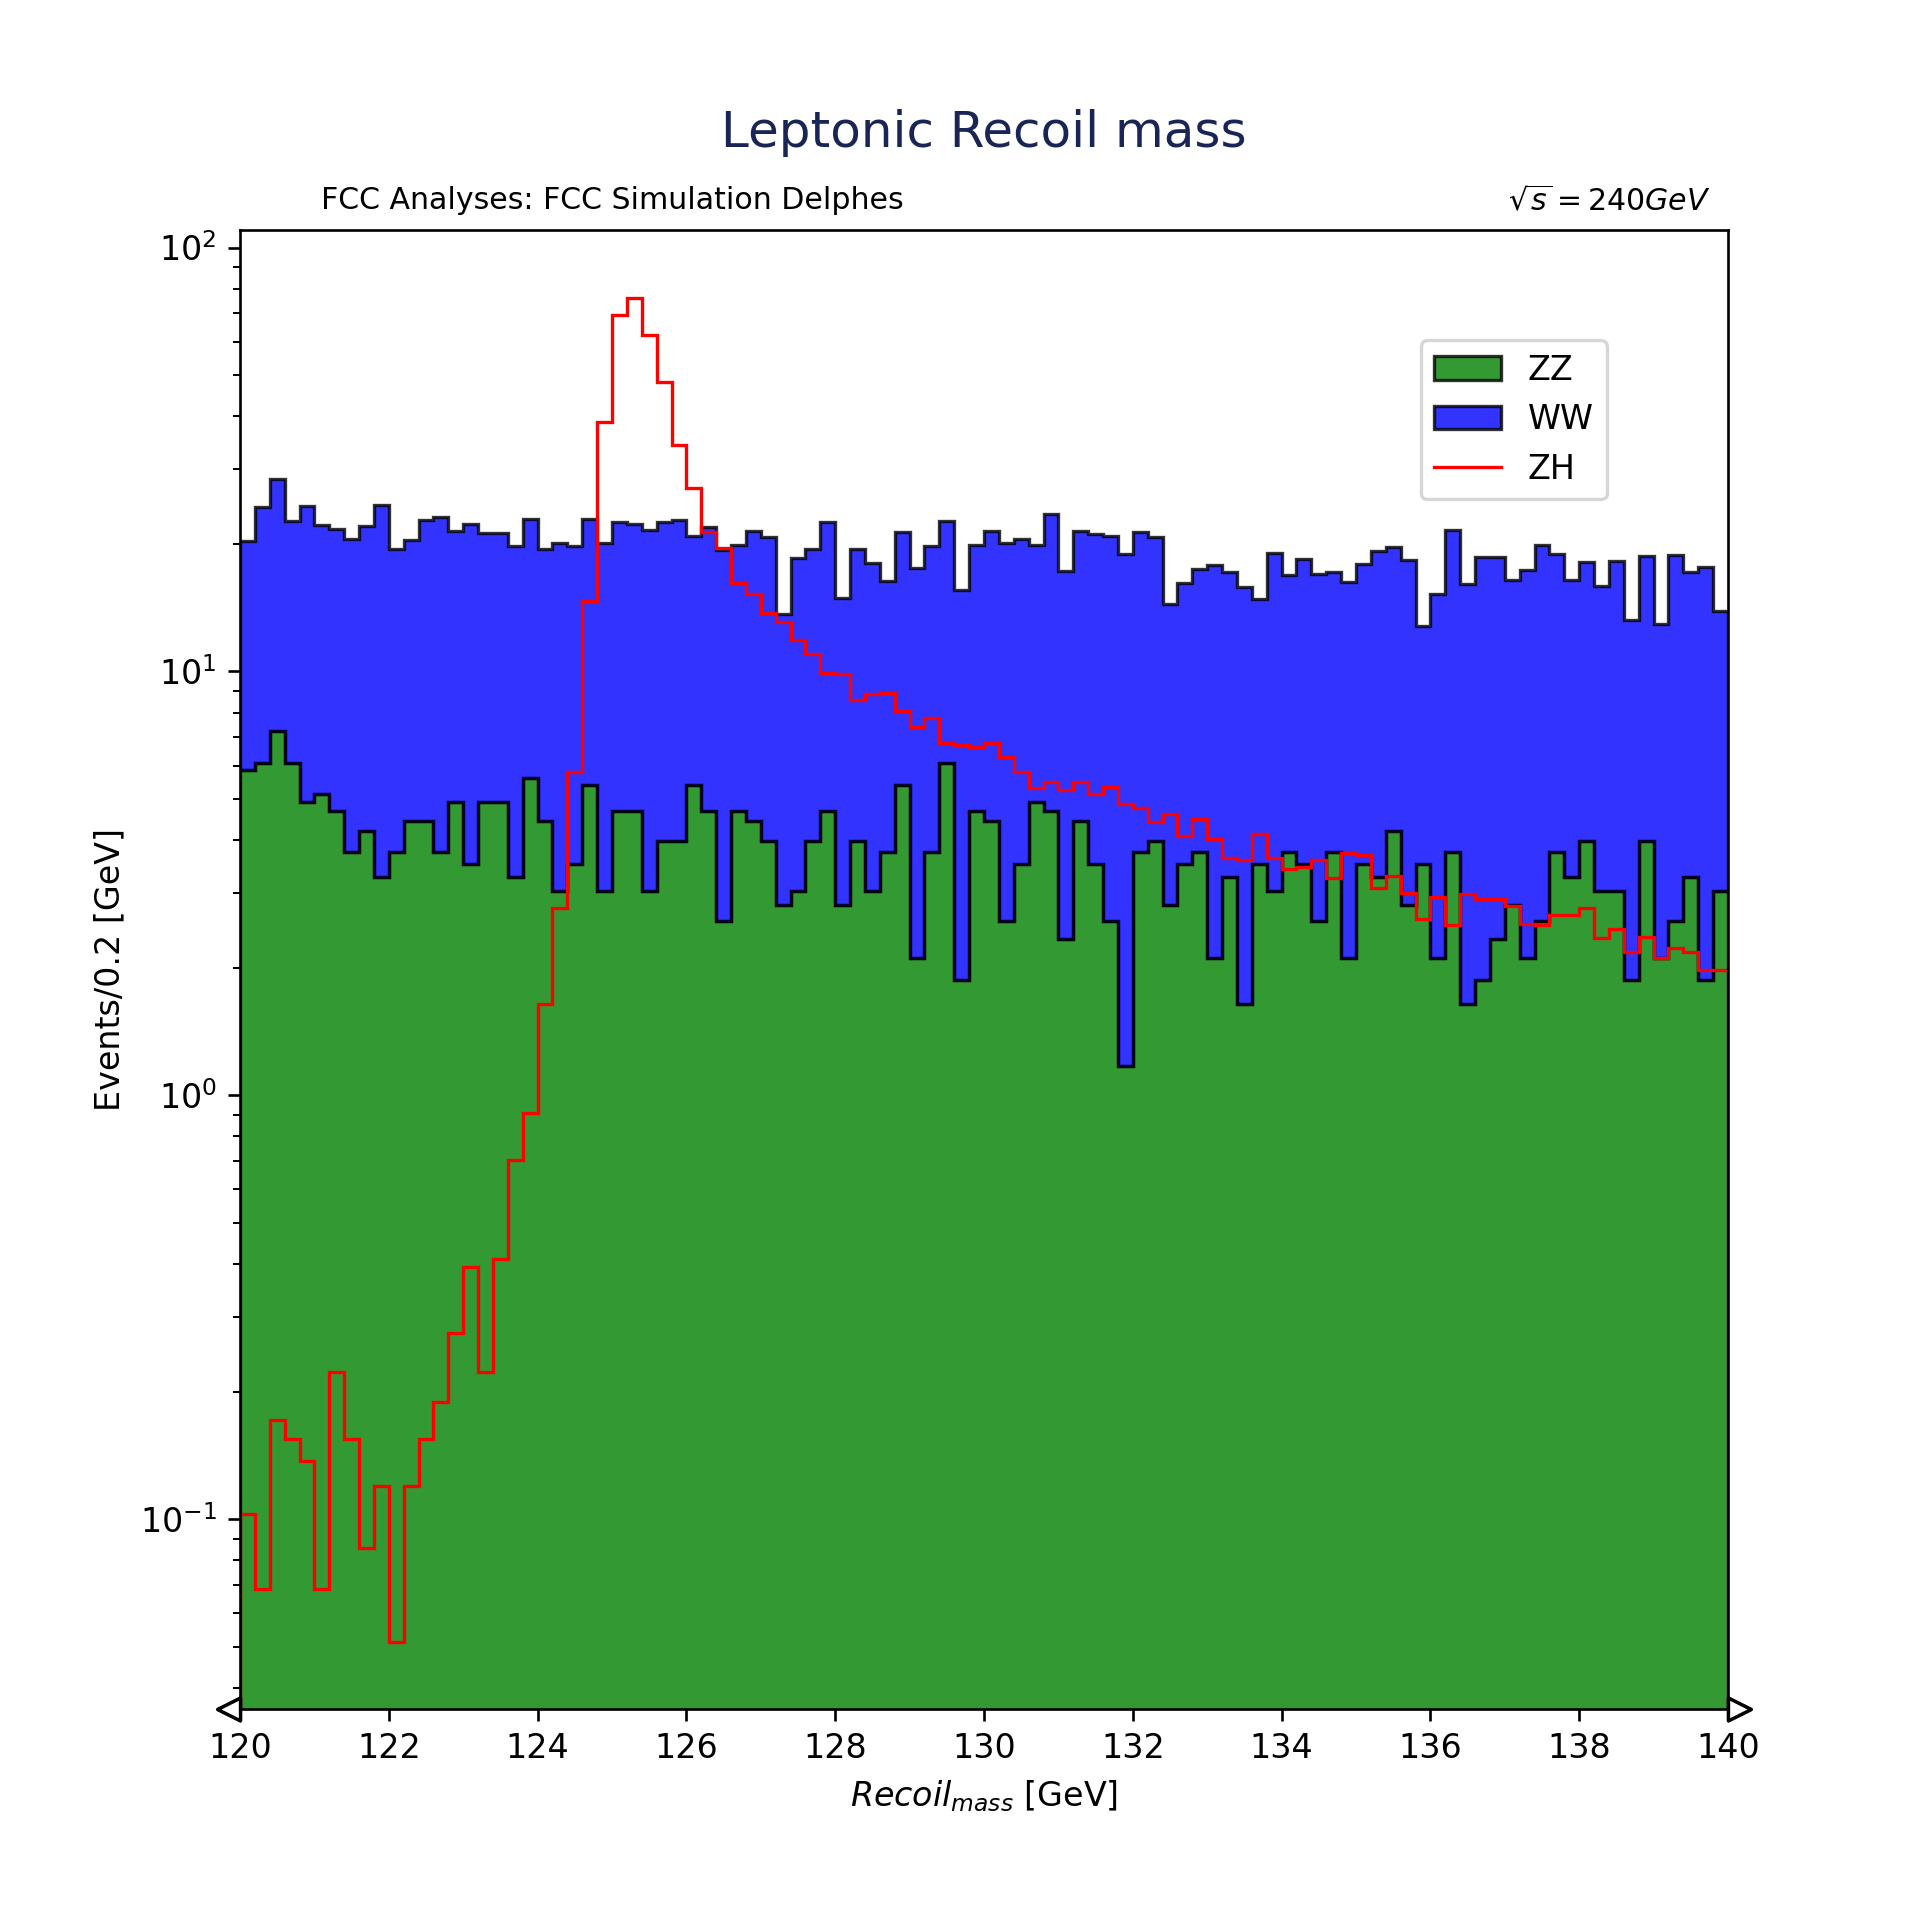 Leptonic Recoil mass
FCC Analyses: FCC Simulation Delphes
√s = 240GeV
10²
10¹
10⁰
10⁻¹
Events/0.2 [GeV]
ZZ
WW
ZH
120 122 124 126 128 130 132 134 136 138 140
Recoil_mass [GeV]